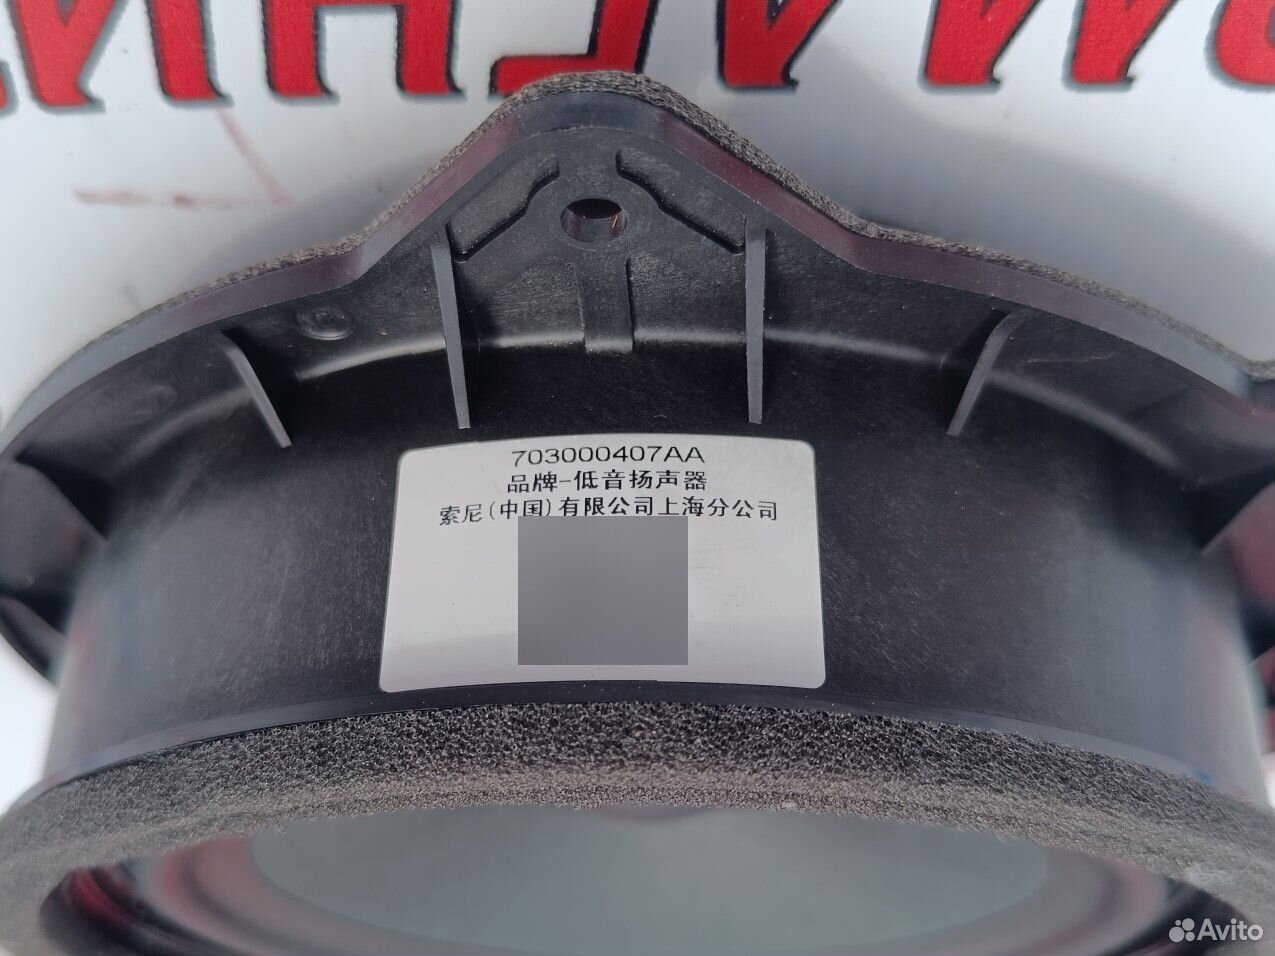 703000407AA
品牌-低音扬声器
索尼(中国)有限公司上海分公司
Avito